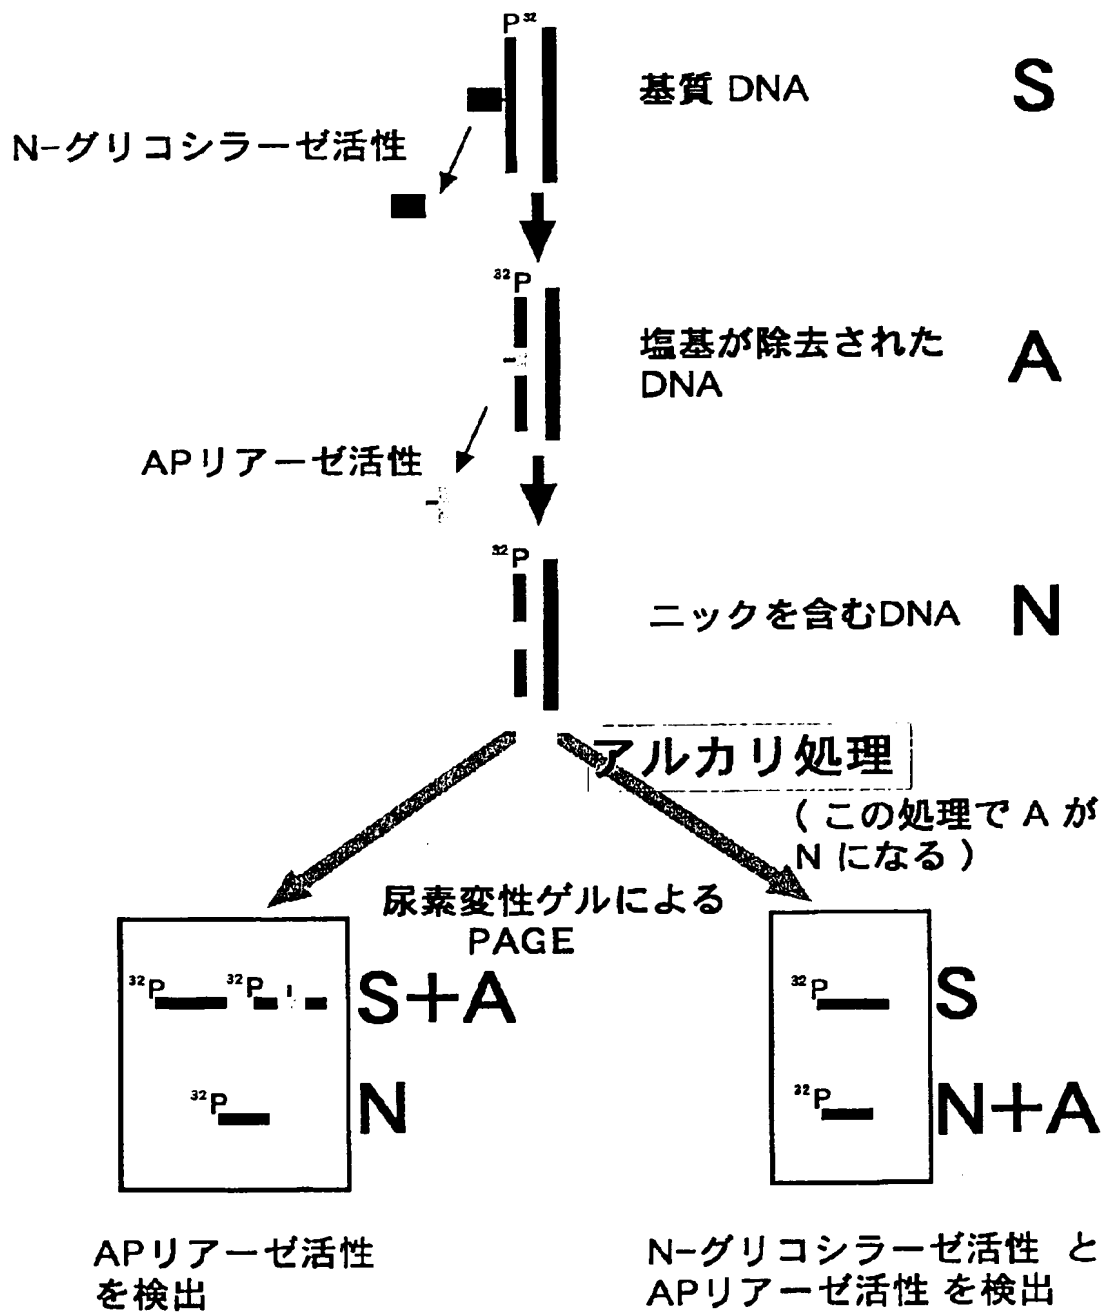 P³²
基質 DNA
S
N-グリコシラーゼ活性
³²P
塩基が除去された
DNA
A
APリアーゼ活性
³²P
ニックを含むDNA
N
アルカリ処理
( この処理で A が
N になる )
尿素変性ゲルによる
PAGE
³²P ³²P S+A
³²P N
³²P S
³²P N+A
APリアーゼ活性
を検出
N-グリコシラーゼ活性 と
APリアーゼ活性 を検出